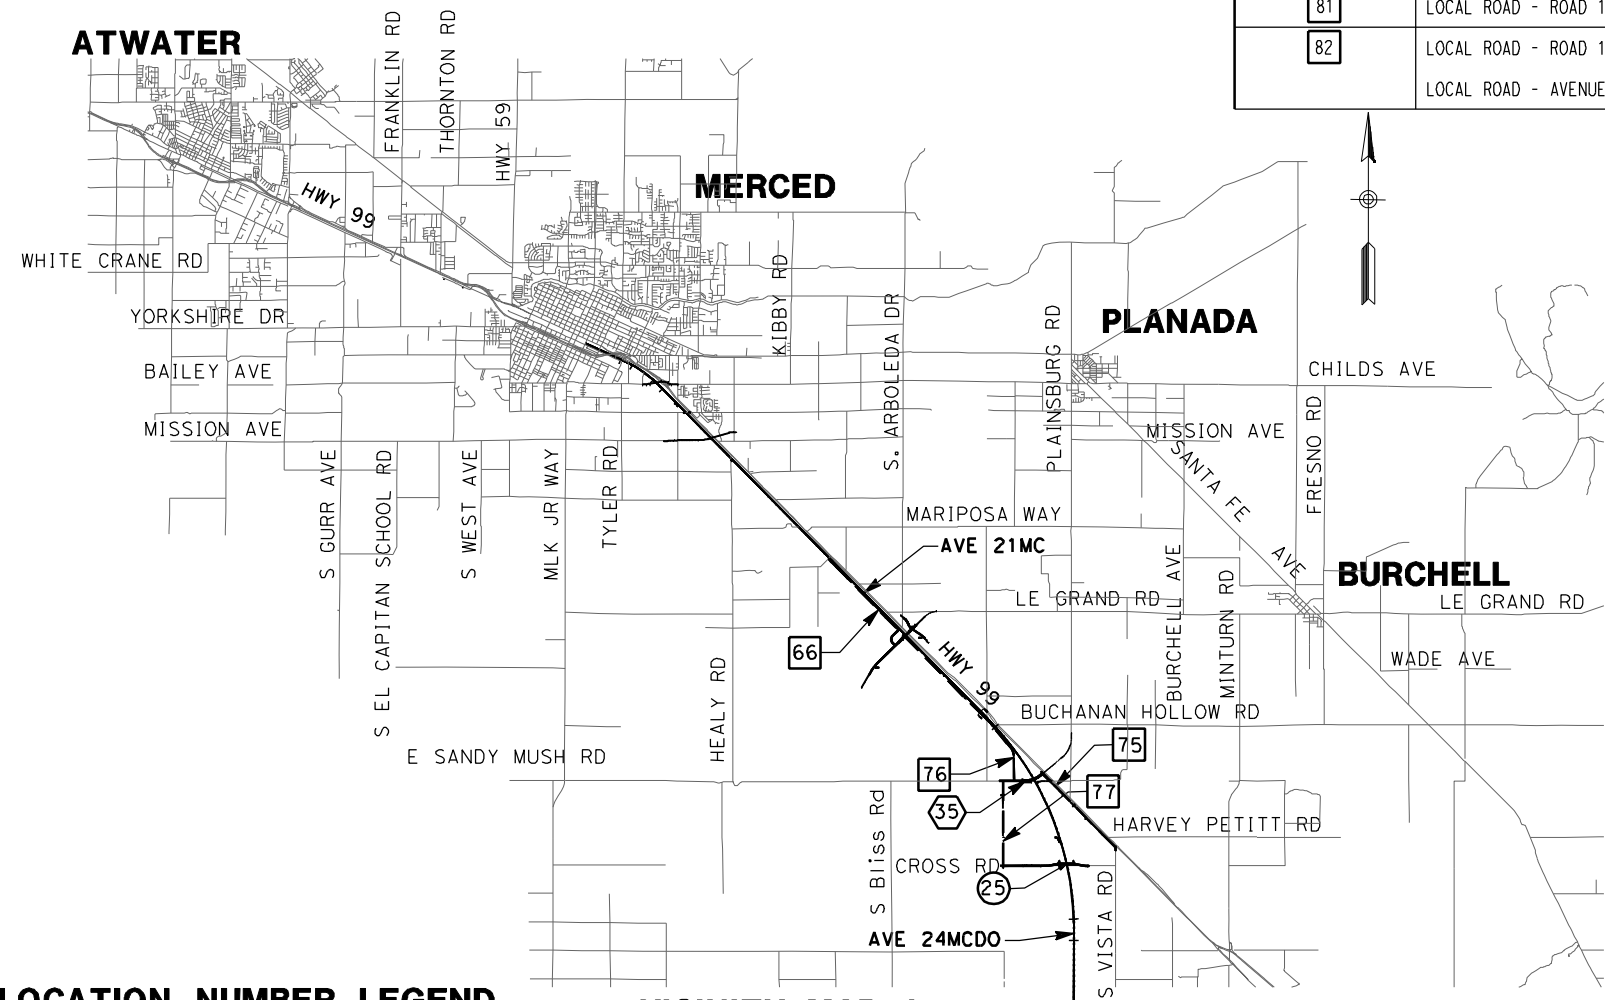 81
LOCAL ROAD - ROAD 1
82
LOCAL ROAD - ROAD 1
LOCAL ROAD - AVENUE
ATWATER
FRANKLIN RD
THORNTON RD
HWY 59
MERCED
HWY 99
WHITE CRANE RD
KIBBY RD
YORKSHIRE DR
S. ARBOLEDA DR
PLAINSBURG RD
PLANADA
BAILEY AVE
CHILDS AVE
MISSION AVE
MISSION AVE
FRESNO RD
SANTA FE AVE
S GURR AVE
S EL CAPITAN SCHOOL RD
S WEST AVE
MLK JR WAY
TYLER RD
MARIPOSA WAY
AVE 21MC
BURCHELL
LE GRAND RD
LE GRAND RD
BURCHELL AVE
MINTURN RD
66
HWY 99
WADE AVE
HEALY RD
BUCHANAN HOLLOW RD
E SANDY MUSH RD
75
76
77
35
HARVEY PETITT RD
S Bliss Rd
CROSS RD
25
S VISTA RD
AVE 24MCDO
LOCATION NUMBER LEGEND